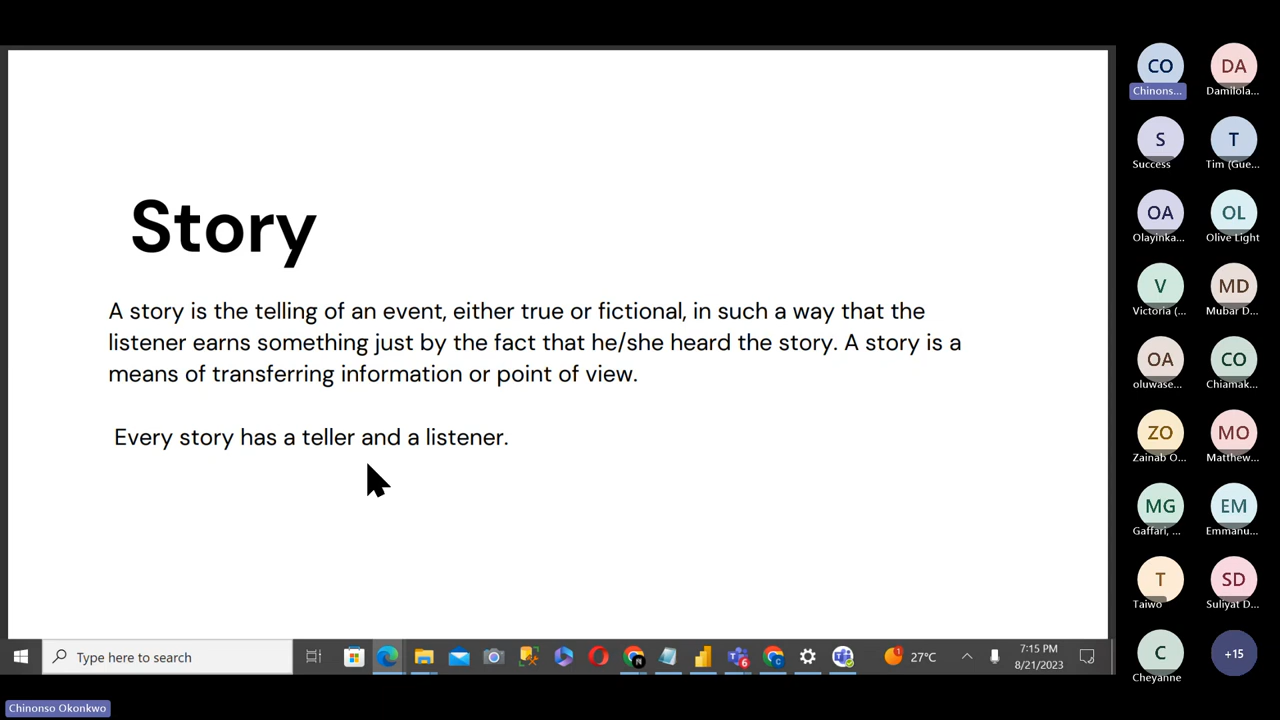 Story
A story is the telling of an event, either true or fictional, in such a way that the
listener earns something just by the fact that he/she heard the story. A story is a
means of transferring information or point of view.
Every story has a teller and a listener.
CO
Chinons...
DA
Damilola...
S
Success
T
Tim (Gue...
OA
Olayinka...
OL
Olive Light
V
Victoria (...
MD
Mubar D...
OA
oluwase...
CO
Chiamak...
ZO
Zainab O...
MO
Matthew...
MG
Gaffari, ...
EM
Emmanu...
T
Taiwo
SD
Suliyat D...
C
Cheyanne
+15
Type here to search
6
1
27°C
7:15 PM
8/21/2023
Chinonso Okonkwo